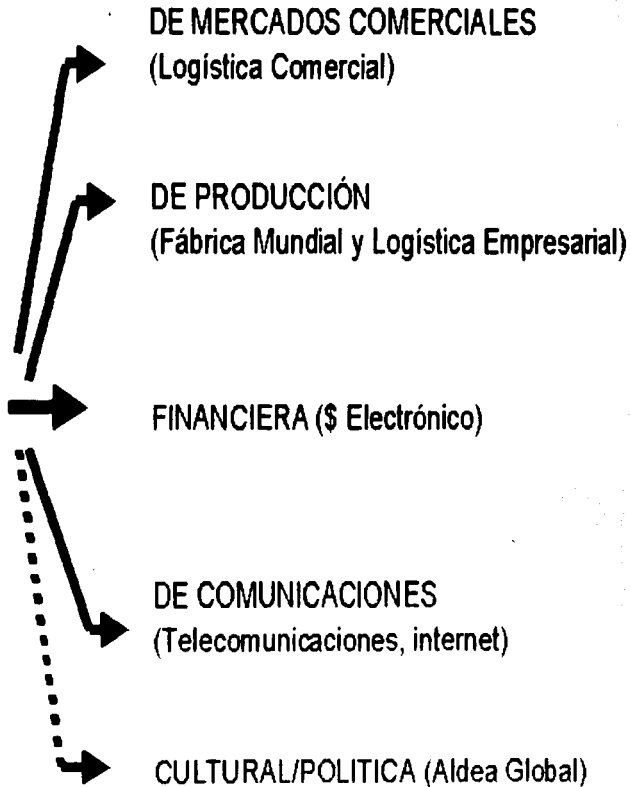 DE MERCADOS COMERCIALES
(Logística Comercial)
DE PRODUCCIÓN
(Fábrica Mundial y Logística Empresarial)
FINANCIERA ($ Electrónico)
DE COMUNICACIONES
(Telecomunicaciones, internet)
CULTURAL/POLITICA (Aldea Global)